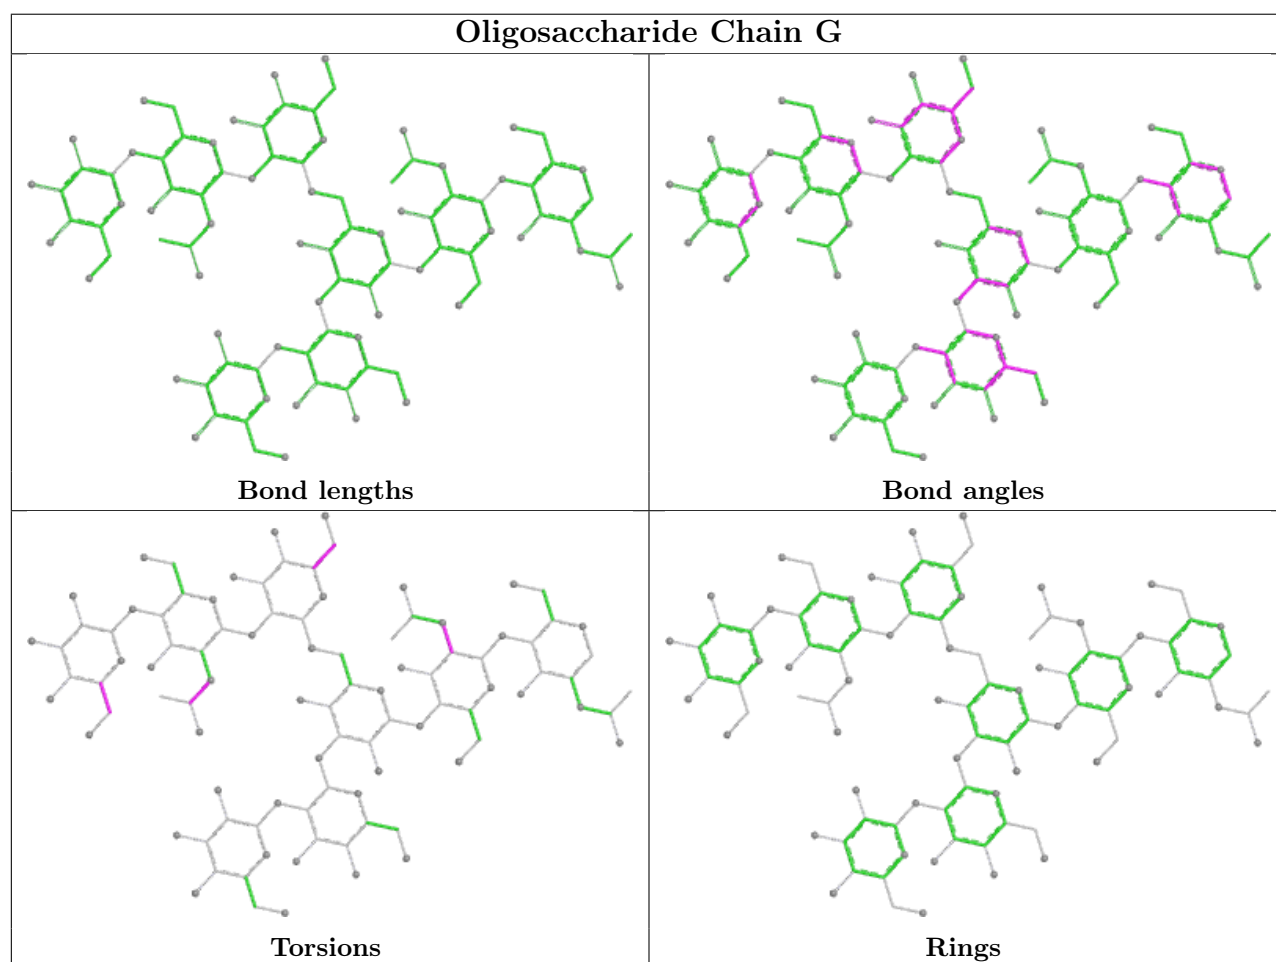 Oligosaccharide Chain G
Bond lengths
Bond angles
Torsions
Rings